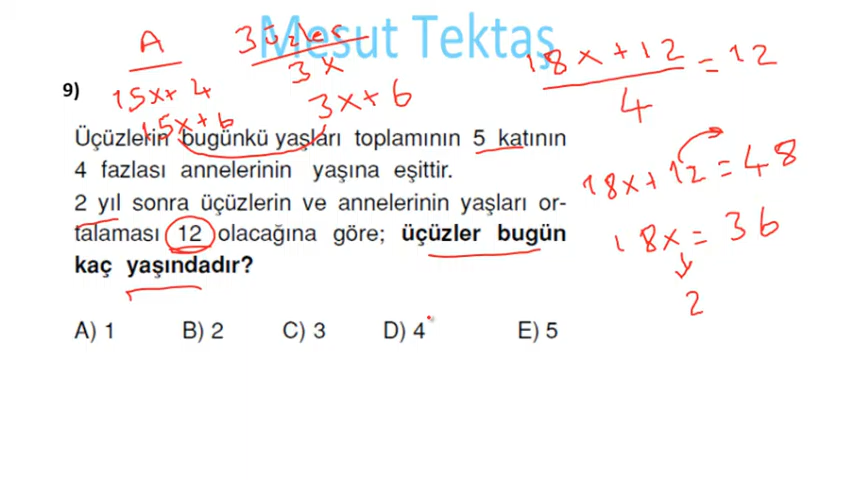 Mesut Tektaş
A
3üzler
15x+4
3x
15x+6
3x+6
18x+12
4
=12
9)
Üçüzlerin bugünkü yaşları toplamının 5 katının
4 fazlası annelerinin yaşına eşittir.
2 yıl sonra üçüzlerin ve annelerinin yaşları or-
talaması 12 olacağına göre; üçüzler bugün
kaç yaşındadır?
18x+12=48
18x=36
2
A) 1 B) 2 C) 3 D) 4 E) 5